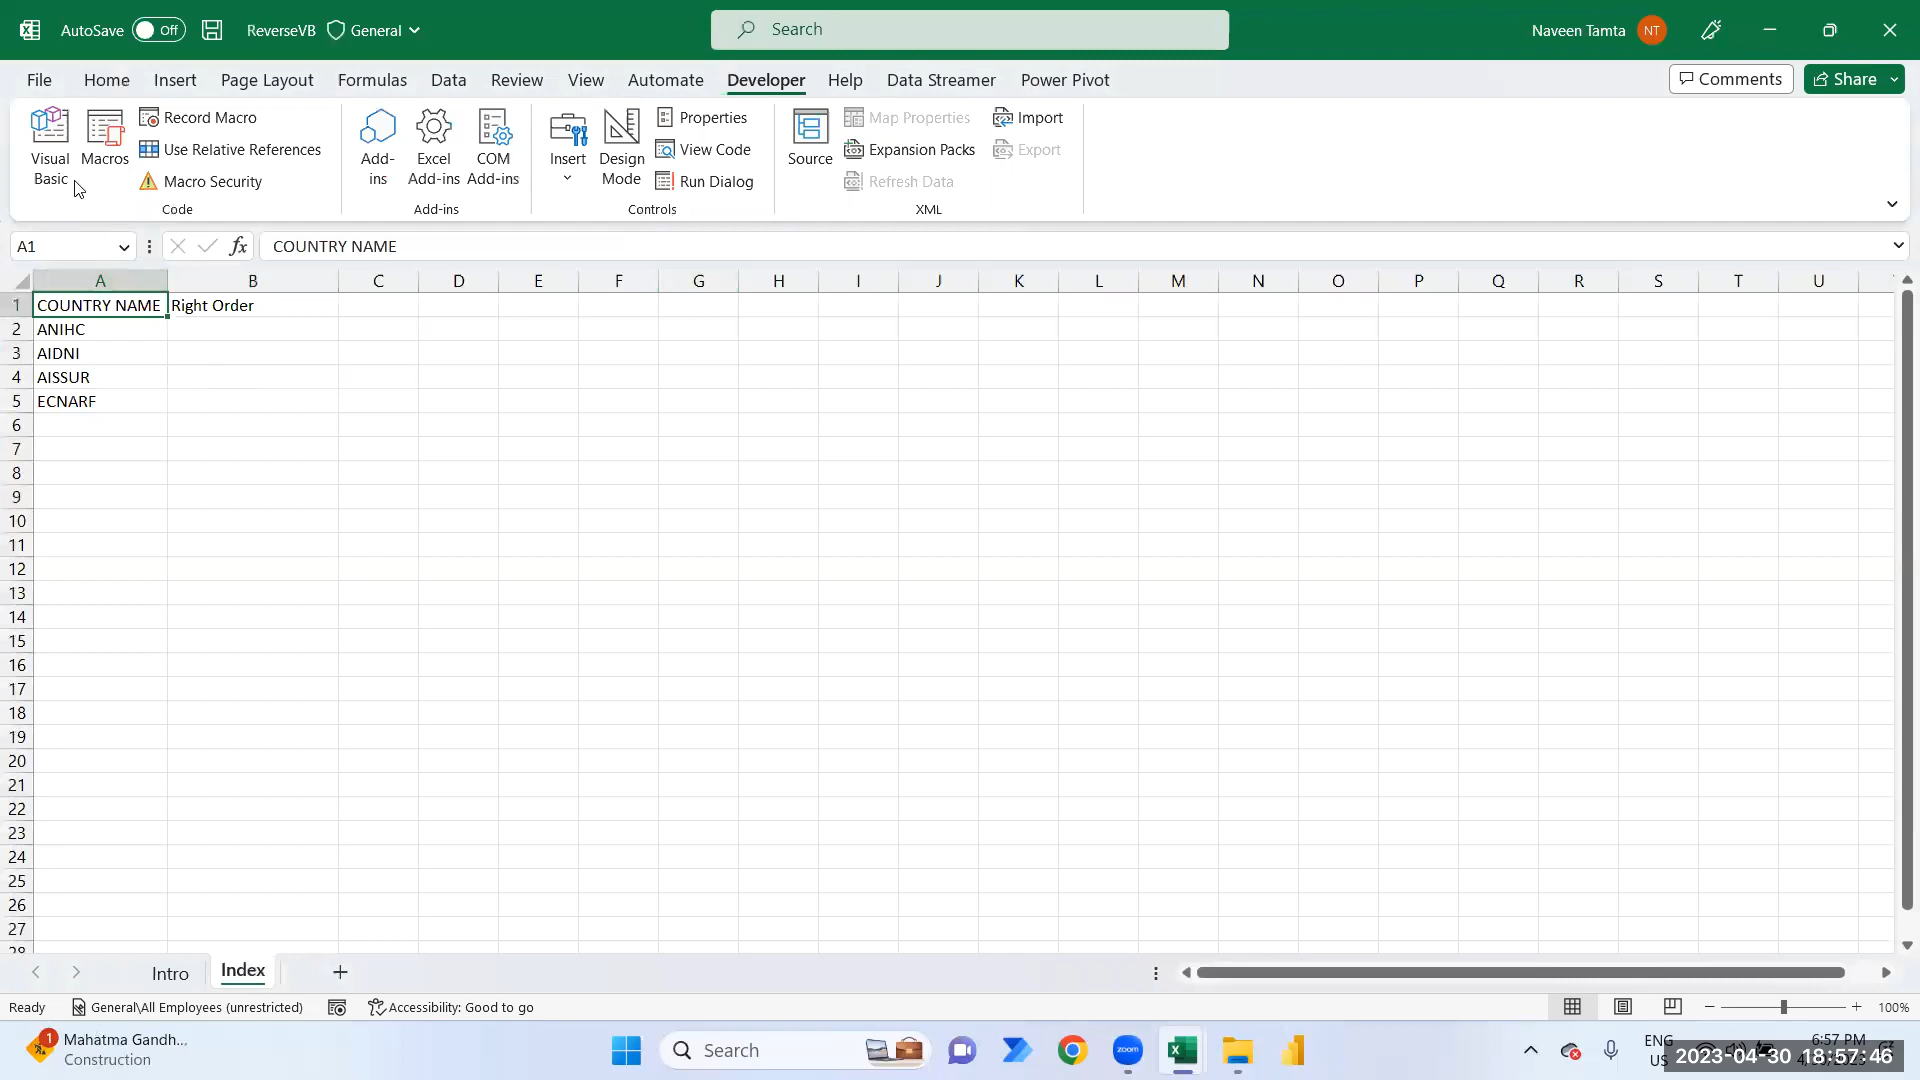 AutoSave Off ReverseVB General Search Naveen Tamta NT
File Home Insert Page Layout Formulas Data Review View Automate Developer Help Data Streamer Power Pivot Comments Share
Visual Basic
Macros
Record Macro
Use Relative References
Macro Security
Code
Add-ins
Excel Add-ins
COM Add-ins
Add-ins
Insert
Design Mode
Properties
View Code
Run Dialog
Controls
Source
Map Properties
Expansion Packs
Refresh Data
Import
Export
XML
A1 fx COUNTRY NAME
A B C D E F G H I J K L M N O P Q R S T U
1 COUNTRY NAME Right Order
2 ANIHC
3 AIDNI
4 AISSUR
5 ECNARF
6
7
8
9
10
11
12
13
14
15
16
17
18
19
20
21
22
23
24
25
26
27
28
Intro Index
Ready General\All Employees (unrestricted) Accessibility: Good to go 100%
1 Mahatma Gandh...
Construction
Search
zoom
ENG
US
6:57 PM
2023-04-30 18:57:46